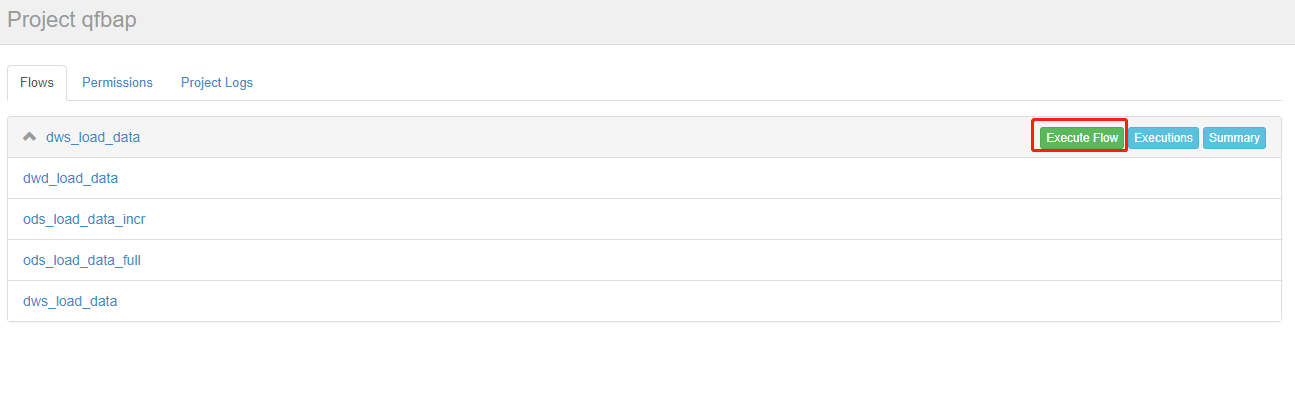 Project qfbap
Flows Permissions Project Logs
dws_load_data Execute Flow Executions Summary
dwd_load_data
ods_load_data_incr
ods_load_data_full
dws_load_data